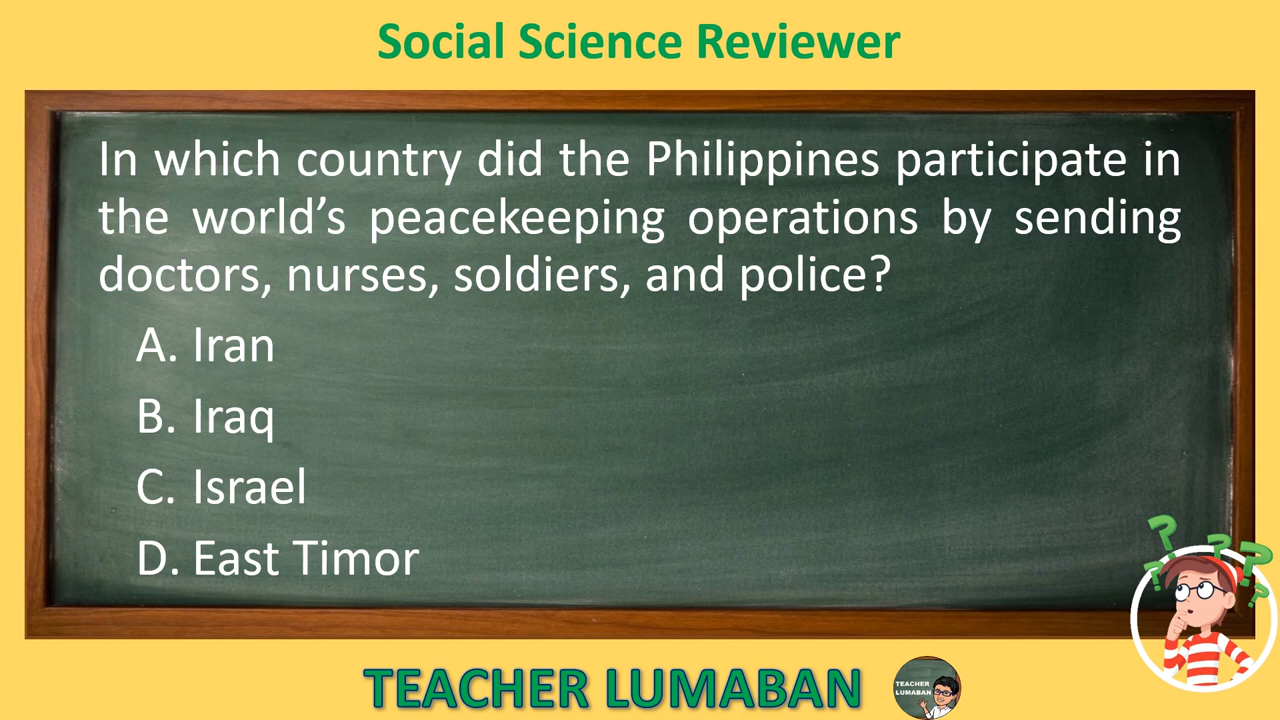 Social Science Reviewer
In which country did the Philippines participate in
the world’s peacekeeping operations by sending
doctors, nurses, soldiers, and police?
A. Iran
B. Iraq
C. Israel
D. East Timor
? ? ? ? ?
TEACHER LUMABAN
TEACHER
LUMABAN